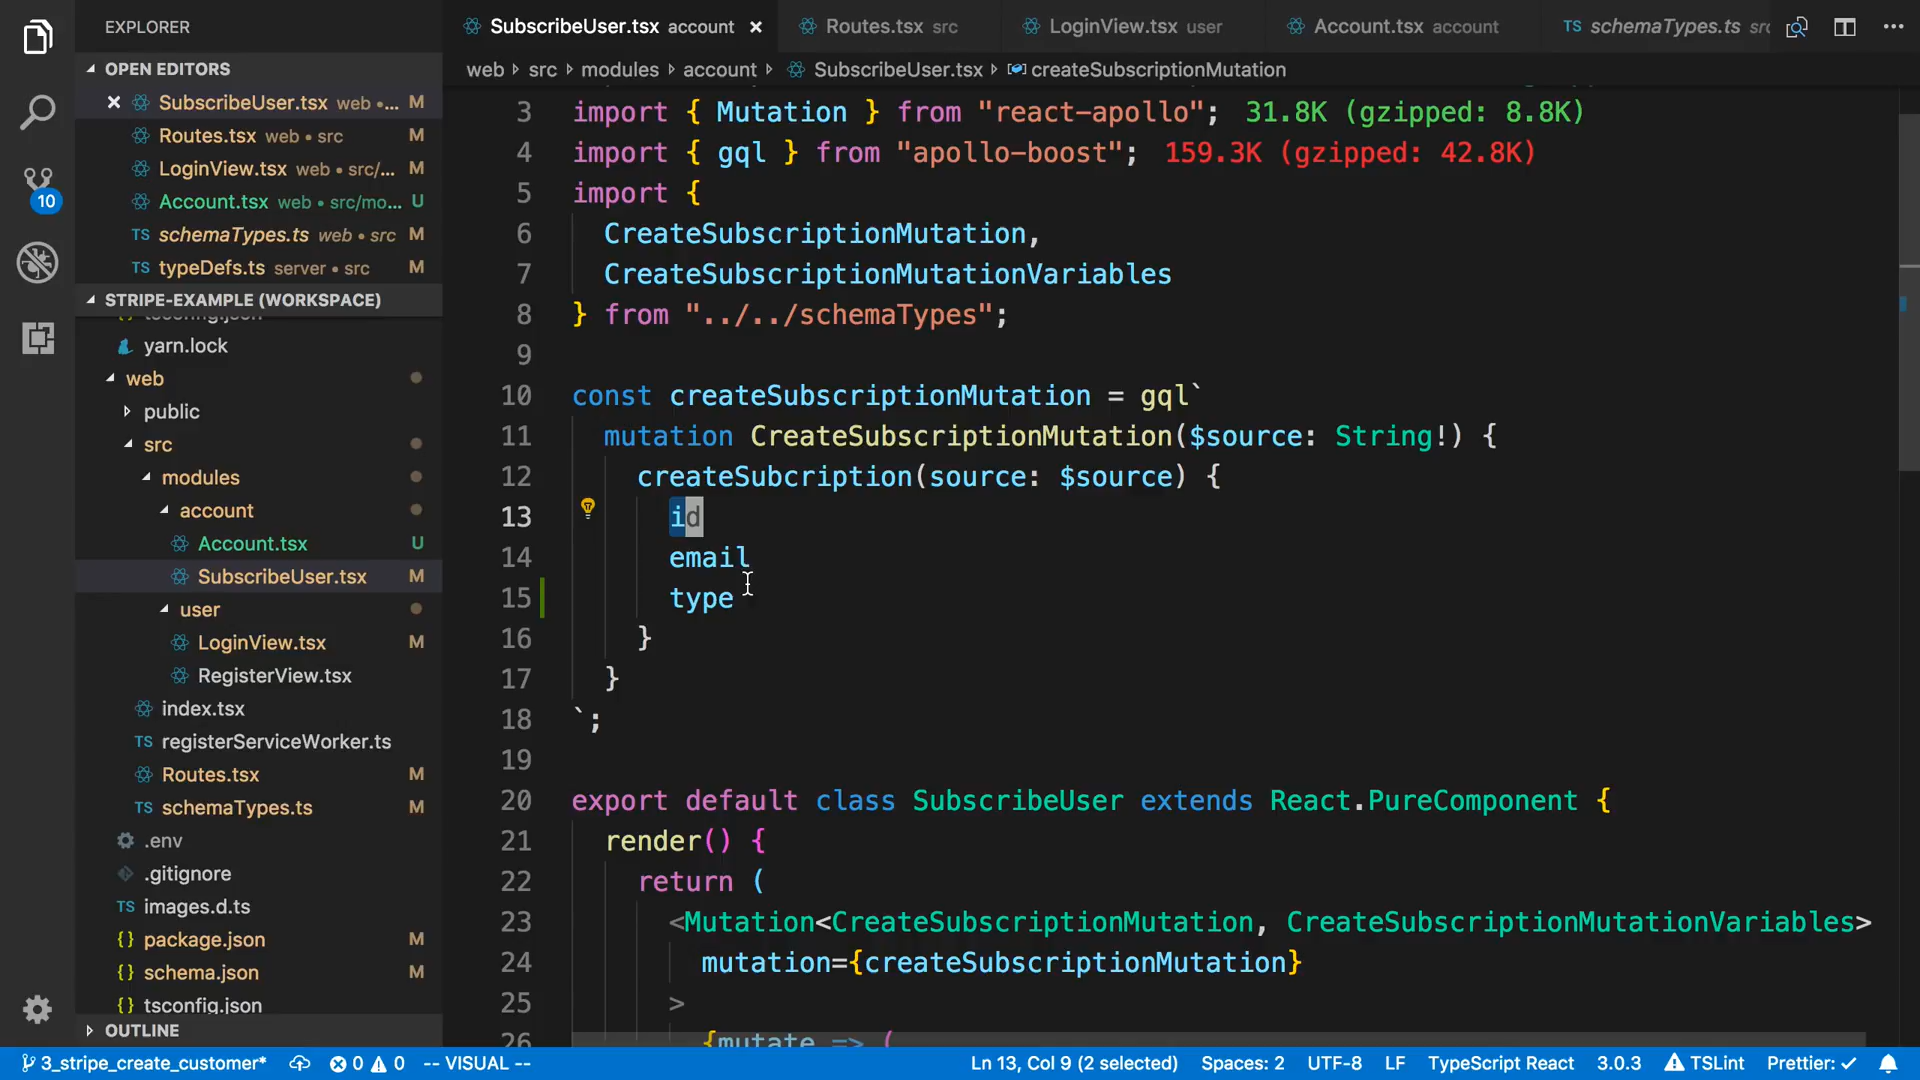 EXPLORER
OPEN EDITORS
SubscribeUser.tsx web •... M
Routes.tsx web • src M
LoginView.tsx web • src/... M
Account.tsx web • src/mo... U
TS schemaTypes.ts web • src M
TS typeDefs.ts server • src M
STRIPE-EXAMPLE (WORKSPACE)
tsconfig.json
yarn.lock
web
public
src
modules
account
Account.tsx U
SubscribeUser.tsx M
user
LoginView.tsx M
RegisterView.tsx
index.tsx
TS registerServiceWorker.ts
Routes.tsx M
TS schemaTypes.ts M
.env
.gitignore
TS images.d.ts
{} package.json M
{} schema.json M
{} tsconfig.json
OUTLINE
10
SubscribeUser.tsx account
Routes.tsx src
LoginView.tsx user
Account.tsx account
TS schemaTypes.ts src
web src modules account SubscribeUser.tsx createSubscriptionMutation
3 import { Mutation } from "react-apollo"; 31.8K (gzipped: 8.8K)
4 import { gql } from "apollo-boost"; 159.3K (gzipped: 42.8K)
5 import {
6 CreateSubscriptionMutation,
7 CreateSubscriptionMutationVariables
8 } from "../../schemaTypes";
9
10 const createSubscriptionMutation = gql`
11 mutation CreateSubscriptionMutation($source: String!) {
12 createSubcription(source: $source) {
13 id
14 email
15 type
16 }
17 }
18 `;
19
20 export default class SubscribeUser extends React.PureComponent {
21 render() {
22 return (
23 <Mutation<CreateSubscriptionMutation, CreateSubscriptionMutationVariables>
24 mutation={createSubscriptionMutation}
25 >
26 {mutate => (
3_stripe_create_customer* 0 0 -- VISUAL -- Ln 13, Col 9 (2 selected) Spaces: 2 UTF-8 LF TypeScript React 3.0.3 TSLint Prettier: ✓